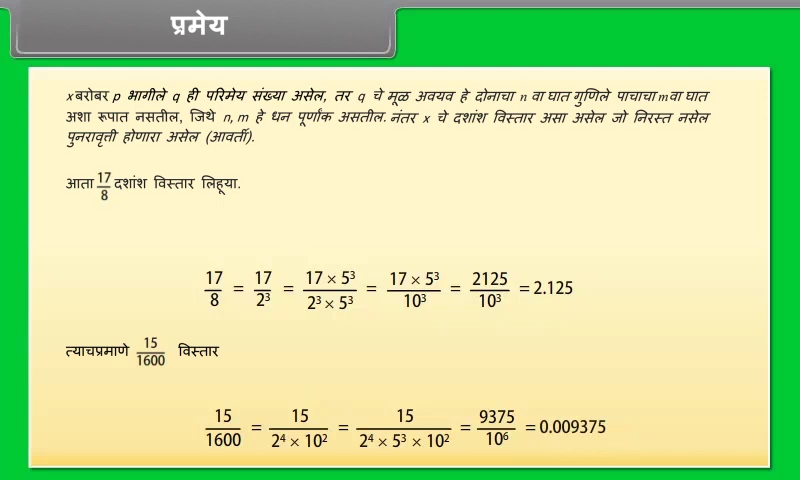 प्रमेय
x बरोबर p भागीले q ही परिमेय संख्या असेल, तर q चे मूळ अवयव हे दोनाचा n वा घात गुणिले पाचाचा m वा घात
अशा रूपात नसतील, जिथे n, m हे धन पूर्णांक असतील. नंतर x चे दशांश विस्तार असा असेल जो निरस्त नसेल
पुनरावृत्ती होणारा असेल (आवर्ती).
आता 17/8 दशांश विस्तार लिहूया.
17/8 = 17/2³ = 17 × 5³/2³ × 5³ = 17 × 5³/10³ = 2125/10³ = 2.125
त्याचप्रमाणे 15/1600 विस्तार
15/1600 = 15/2⁴ × 10² = 15/2⁴ × 5³ × 10² = 9375/10⁶ = 0.009375